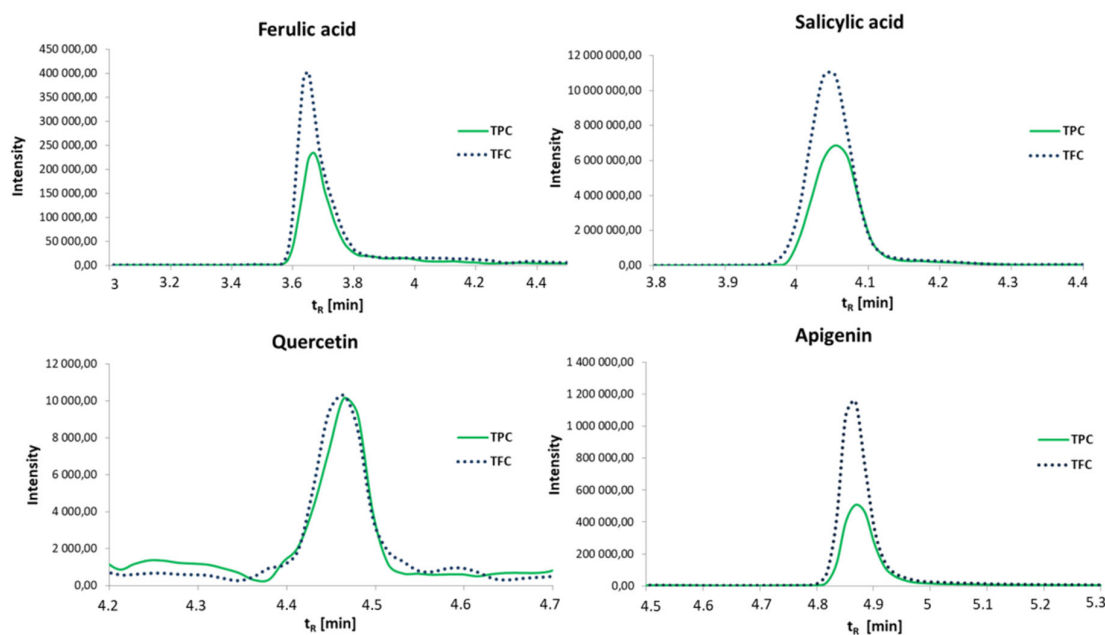 Ferulic acid
450 000,00
400 000,00
350 000,00
300 000,00
250 000,00
200 000,00
150 000,00
100 000,00
50 000,00
0,00
Intensity
3 3.2 3.4 3.6 3.8 4 4.2 4.4
tR [min]
TPC
TFC
Salicylic acid
12 000 000,00
10 000 000,00
8 000 000,00
6 000 000,00
4 000 000,00
2 000 000,00
0,00
Intensity
3.8 3.9 4 4.1 4.2 4.3 4.4
tR [min]
TPC
TFC
Quercetin
12 000,00
10 000,00
8 000,00
6 000,00
4 000,00
2 000,00
0,00
Intensity
4.2 4.3 4.4 4.5 4.6 4.7
tR [min]
TPC
TFC
Apigenin
1 400 000,00
1 200 000,00
1 000 000,00
800 000,00
600 000,00
400 000,00
200 000,00
0,00
Intensity
4.5 4.6 4.7 4.8 4.9 5 5.1 5.2 5.3
tR [min]
TPC
TFC